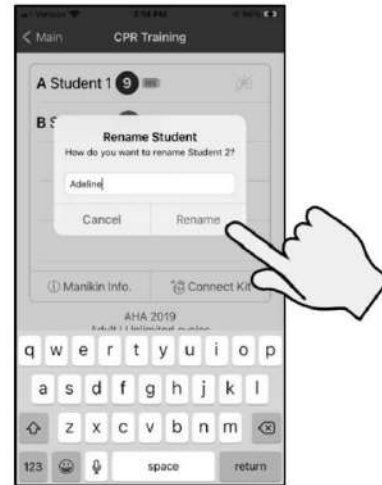 Main
CPR Training
A Student 1 9
B S
Rename Student
How do you want to rename Student 2?
Adeline
Cancel Rename
Manikin Info. Connect Kit
AHA 2019
q w e r t y u i o p
a s d f g h j k l
z x c v b n m
123 space return